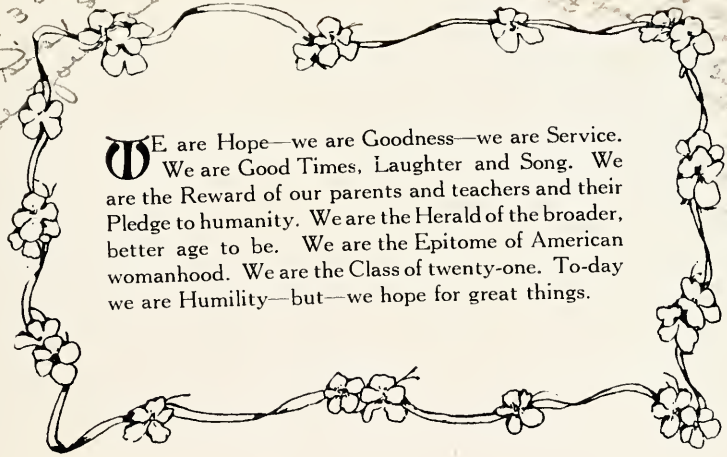 WE are Hope—we are Goodness—we are Service.
We are Good Times, Laughter and Song. We
are the Reward of our parents and teachers and their
Pledge to humanity. We are the Herald of the broader,
better age to be. We are the Epitome of American
womanhood. We are the Class of twenty-one. To-day
we are Humility—but—we hope for great things.